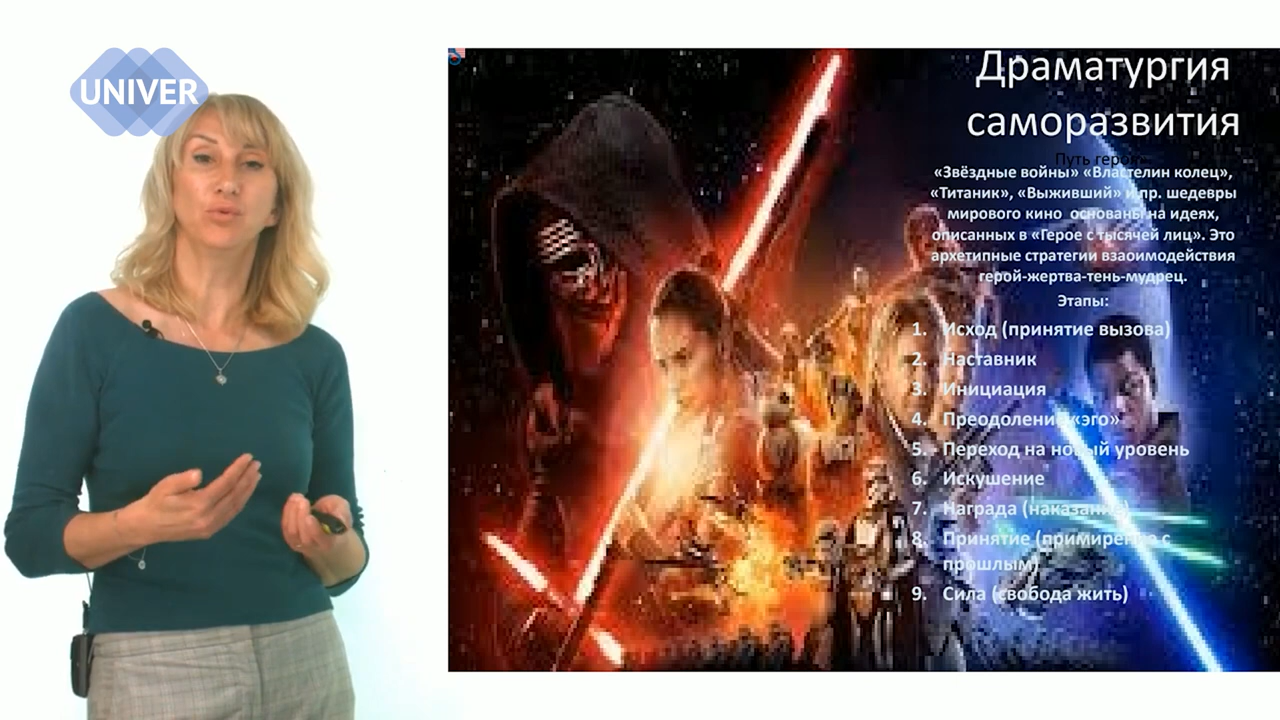 UNIVER
Драматургия
саморазвития
Путь героя
«Звёздные войны» «Властелин колец»,
«Титаник», «Выживший» и пр. шедевры
мирового кино основаны на идеях,
описанных в «Герое с тысячей лиц». Это
архетипные стратегии взаоимодействия
герой-жертва-тень-мудрец.
Этапы:
1. Исход (принятие вызова)
2. Наставник
3. Инициация
4. Преодоление «эго»
5. Переход на новый уровень
6. Искушение
7. Награда (наказание)
8. Принятие (примирение с
прошлым)
9. Сила (свобода жить)